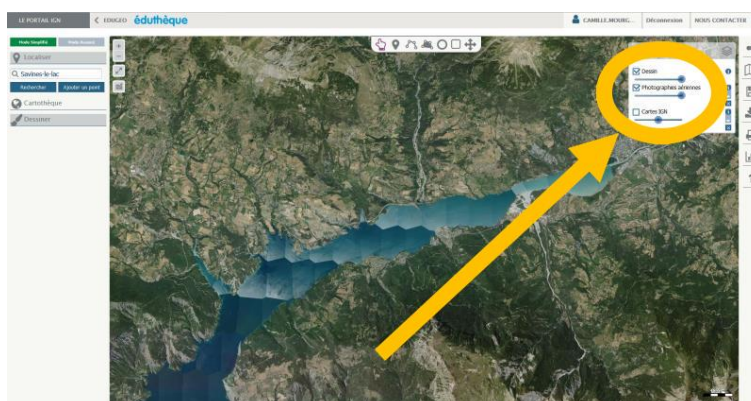 LE PORTAIL IGN
< EDUGEO éduthèque
CAMILLE.MOURG... Déconnexion NOUS CONTACTER
Mode Simplifié Mode Avancé
Localiser
Savines-le-lac
Rechercher Ajouter un point
Cartothèque
Dessiner
Dessin
Photographies aériennes
Cartes IGN